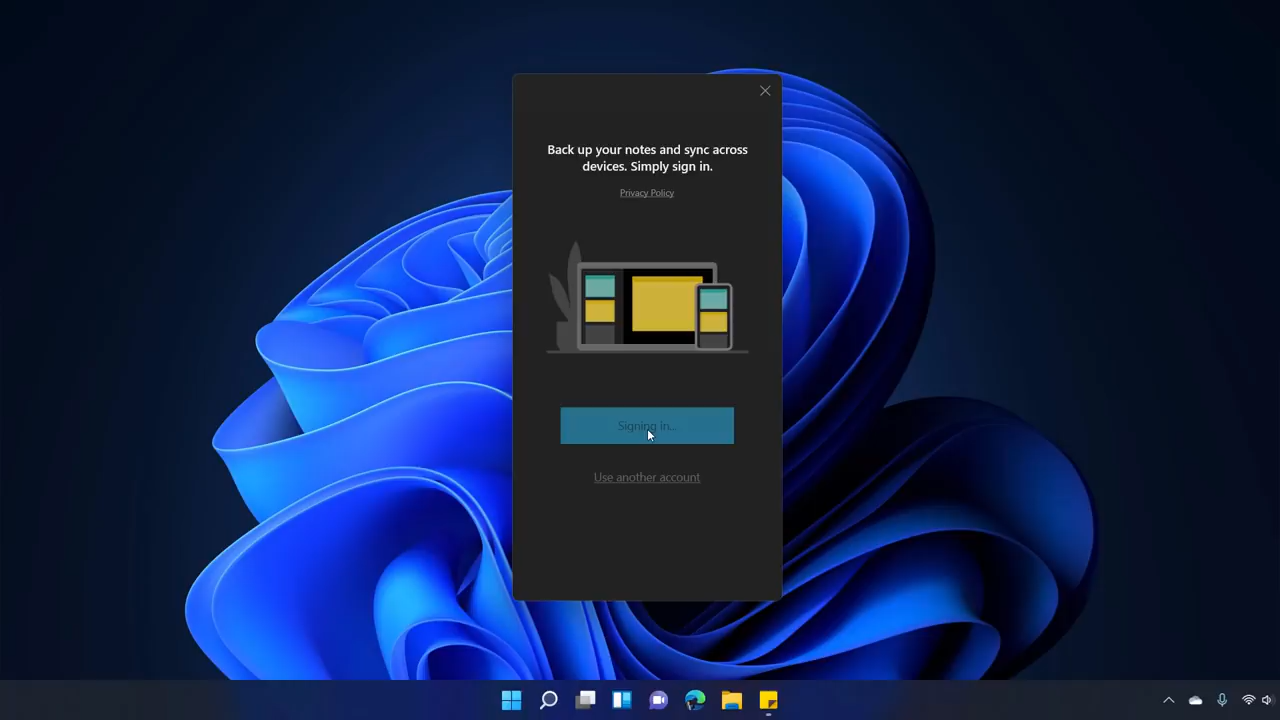 Back up your notes and sync across
devices. Simply sign in.
Privacy Policy
Signing in...
Use another account